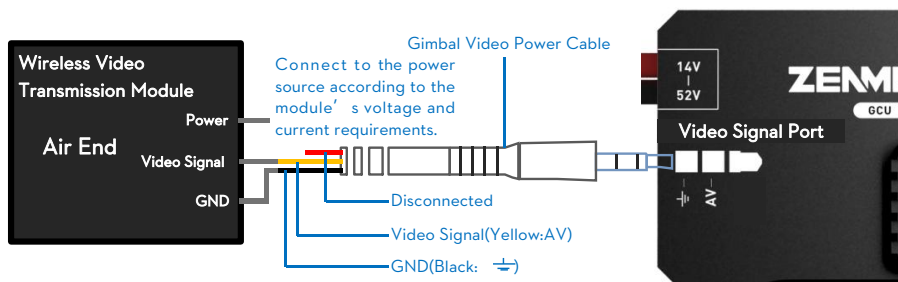 Gimbal Video Power Cable
Wireless Video
Transmission Module
Connect to the power
source according to the
module's voltage and
current requirements.
Power
Air End
Video Signal
GND
Disconnected
Video Signal(Yellow:AV)
GND(Black: ⏚)
14V
52V
ZENM
GCU
Video Signal Port
⏚
AV